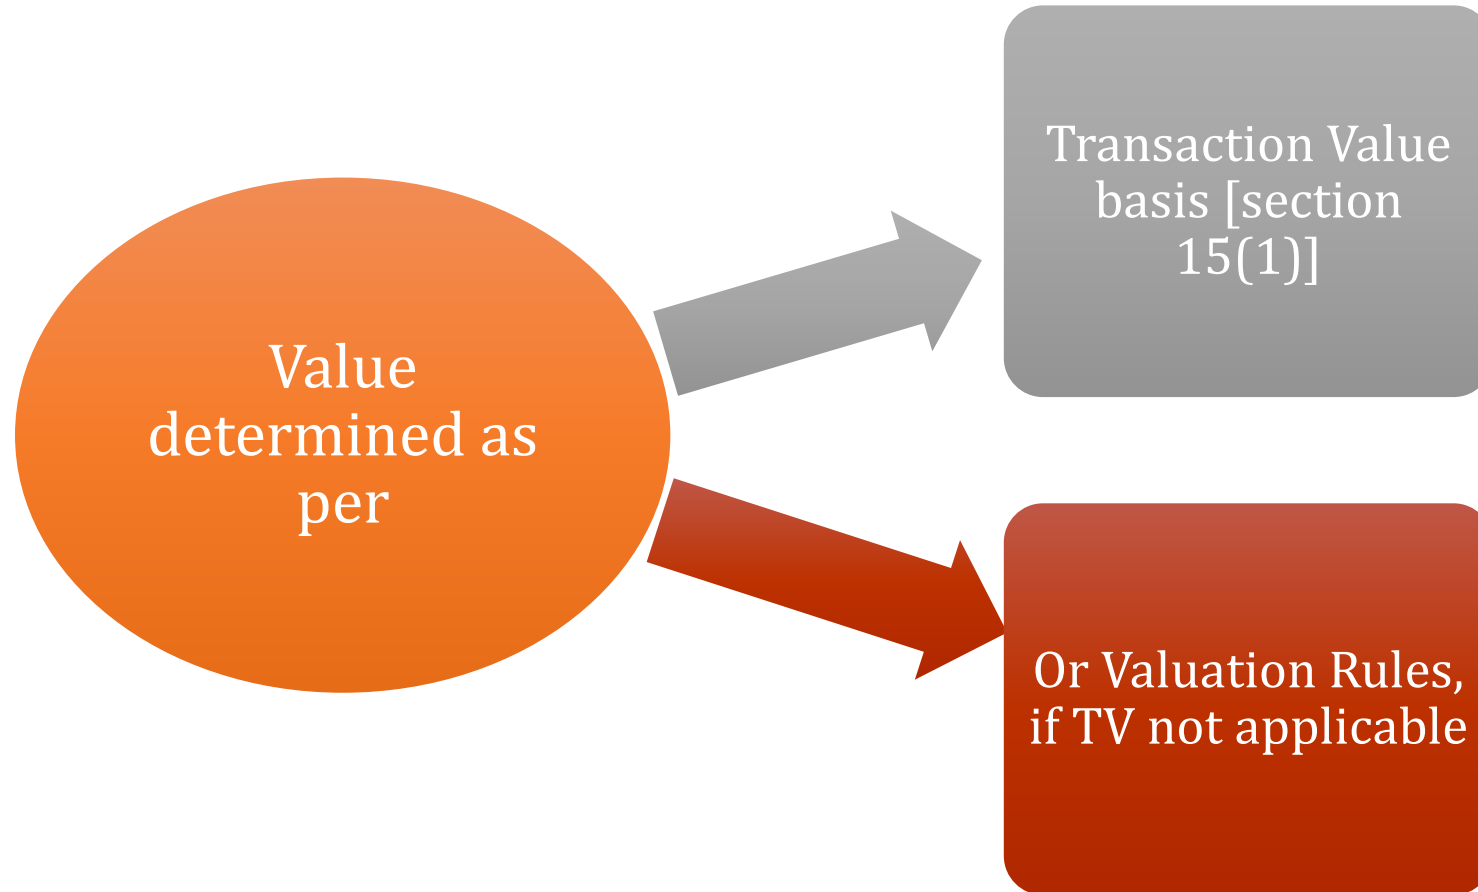 Value
determined as
per
Transaction Value
basis [section
15(1)]
Or Valuation Rules,
if TV not applicable